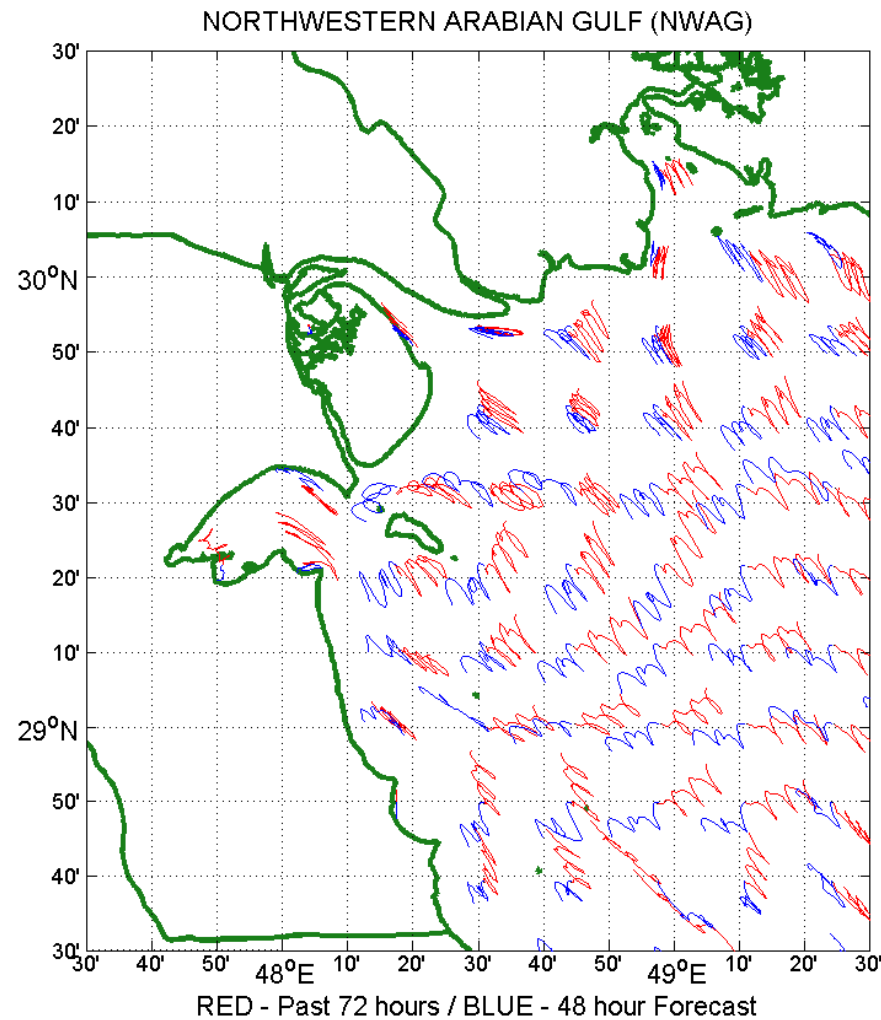 NORTHWESTERN ARABIAN GULF (NWAG)
30'
20'
10'
30°N
50'
40'
30'
20'
10'
29°N
50'
40'
30'
30' 40' 50' 48°E 10' 20' 30' 40' 50' 49°E 10' 20' 30'
RED - Past 72 hours / BLUE - 48 hour Forecast